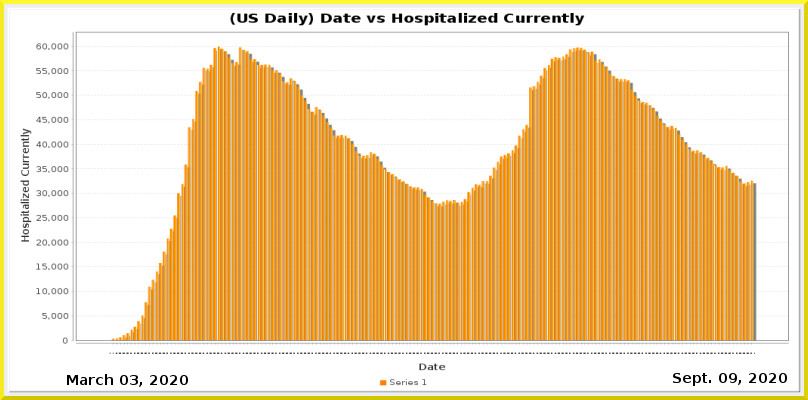 (US Daily) Date vs Hospitalized Currently
Hospitalized Currently
60,000
55,000
50,000
45,000
40,000
35,000
30,000
25,000
20,000
15,000
10,000
5,000
0
Date
March 03, 2020
Series 1
Sept. 09, 2020